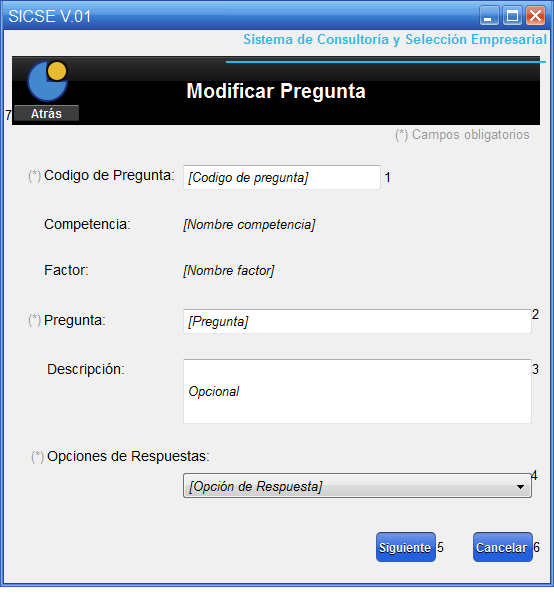 SICSE V.01
Sistema de Consultoría y Selección Empresarial
Modificar Pregunta
7 Atrás
(*) Campos obligatorios
(*) Codigo de Pregunta: [Codigo de pregunta] 1
Competencia: [Nombre competencia]
Factor: [Nombre factor]
(*) Pregunta: [Pregunta] 2
Descripción: 3
Opcional
(*) Opciones de Respuestas:
[Opción de Respuesta] 4
Siguiente 5 Cancelar 6